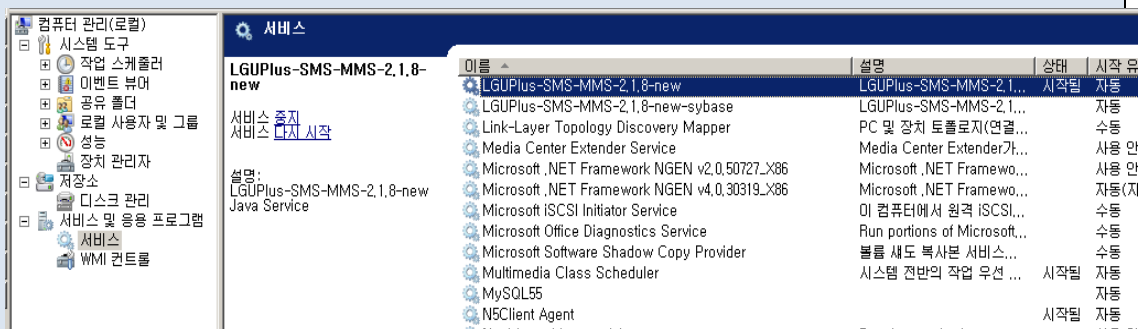 컴퓨터 관리(로컬)
시스템 도구
작업 스케줄러
이벤트 뷰어
공유 폴더
로컬 사용자 및 그룹
성능
장치 관리자
저장소
디스크 관리
서비스 및 응용 프로그램
서비스
WMI 컨트롤
서비스
LGUPlus-SMS-MMS-2.1.8-
new
서비스 중지
서비스 다시 시작
설명:
LGUPlus-SMS-MMS-2.1.8-new
Java Service
이름 설명 상태 시작 유
LGUPlus-SMS-MMS-2.1.8-new LGUPlus-SMS-MMS-2.1... 시작됨 자동
LGUPlus-SMS-MMS-2.1.8-new-sybase LGUPlus-SMS-MMS-2.1... 자동
Link-Layer Topology Discovery Mapper PC 및 장치 토폴로지(연결... 수동
Media Center Extender Service Media Center Extender가... 사용 안
Microsoft .NET Framework NGEN v2.0.50727_X86 Microsoft .NET Framewo... 사용 안
Microsoft .NET Framework NGEN v4.0.30319_X86 Microsoft .NET Framewo... 자동(지
Microsoft iSCSI Initiator Service 이 컴퓨터에서 원격 iSCSI... 수동
Microsoft Office Diagnostics Service Run portions of Microsoft... 수동
Microsoft Software Shadow Copy Provider 볼륨 섀도 복사본 서비스... 수동
Multimedia Class Scheduler 시스템 전반의 작업 우선 ... 시작됨 자동
MySQL55 자동
N5Client Agent 시작됨 자동